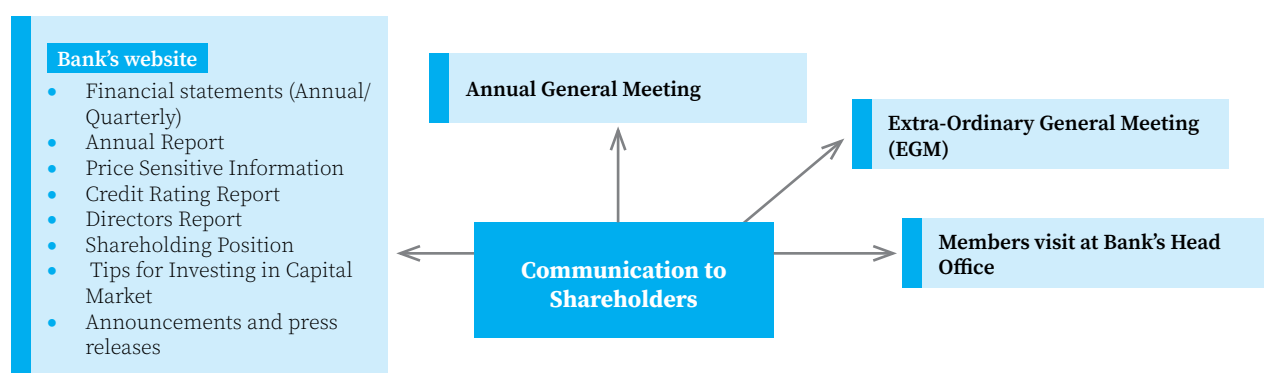 Bank’s website
• Financial statements (Annual/
Quarterly)
• Annual Report
• Price Sensitive Information
• Credit Rating Report
• Directors Report
• Shareholding Position
• Tips for Investing in Capital
Market
• Announcements and press
releases
Annual General Meeting
Extra-Ordinary General Meeting
(EGM)
Members visit at Bank’s Head
Office
Communication to
Shareholders